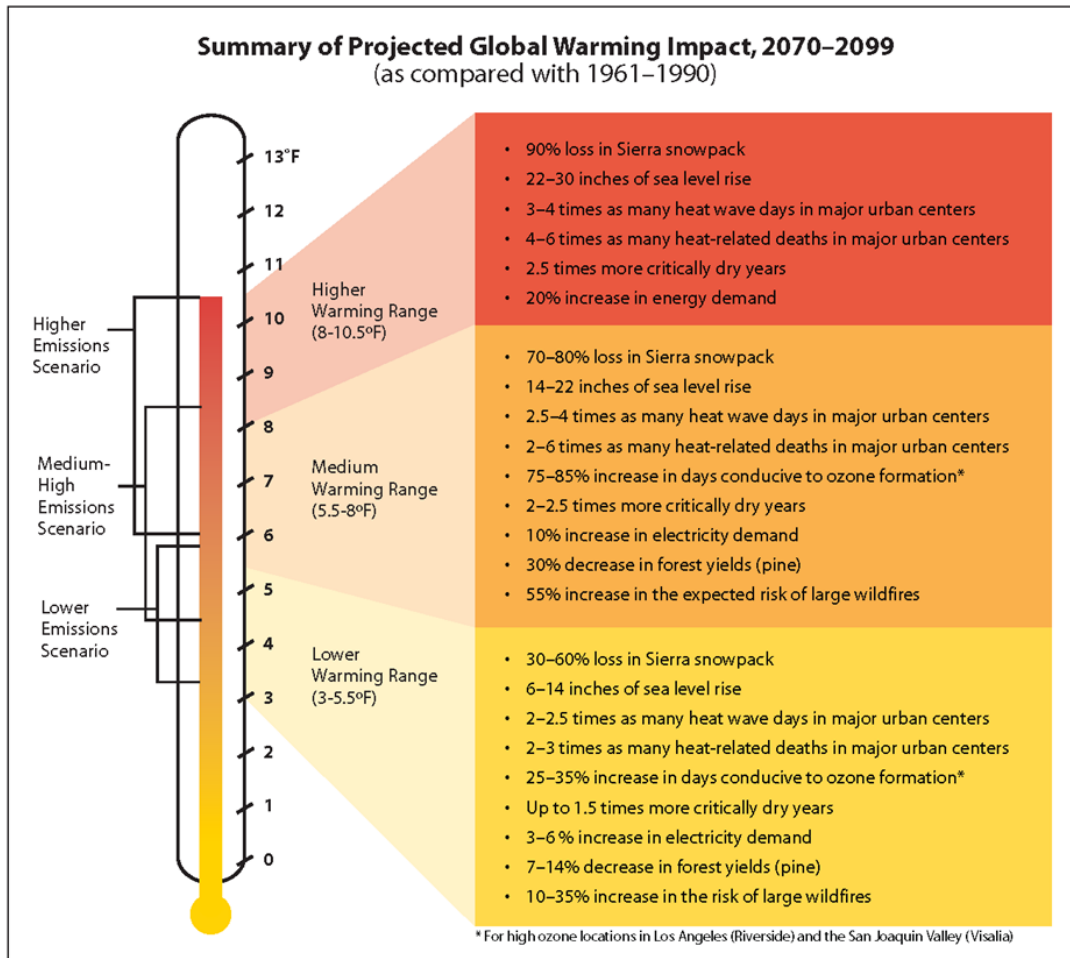 Summary of Projected Global Warming Impact, 2070–2099
(as compared with 1961–1990)
13°F
12
11
10
9
8
7
6
5
4
3
2
1
0
Higher
Emissions
Scenario
Medium-
High
Emissions
Scenario
Lower
Emissions
Scenario
Higher
Warming Range
(8-10.5ºF)
Medium
Warming Range
(5.5-8ºF)
Lower
Warming Range
(3-5.5ºF)
• 90% loss in Sierra snowpack
• 22–30 inches of sea level rise
• 3–4 times as many heat wave days in major urban centers
• 4–6 times as many heat-related deaths in major urban centers
• 2.5 times more critically dry years
• 20% increase in energy demand
• 70–80% loss in Sierra snowpack
• 14–22 inches of sea level rise
• 2.5–4 times as many heat wave days in major urban centers
• 2–6 times as many heat-related deaths in major urban centers
• 75–85% increase in days conducive to ozone formation*
• 2–2.5 times more critically dry years
• 10% increase in electricity demand
• 30% decrease in forest yields (pine)
• 55% increase in the expected risk of large wildfires
• 30–60% loss in Sierra snowpack
• 6–14 inches of sea level rise
• 2–2.5 times as many heat wave days in major urban centers
• 2–3 times as many heat-related deaths in major urban centers
• 25–35% increase in days conducive to ozone formation*
• Up to 1.5 times more critically dry years
• 3–6 % increase in electricity demand
• 7–14% decrease in forest yields (pine)
• 10–35% increase in the risk of large wildfires
* For high ozone locations in Los Angeles (Riverside) and the San Joaquin Valley (Visalia)